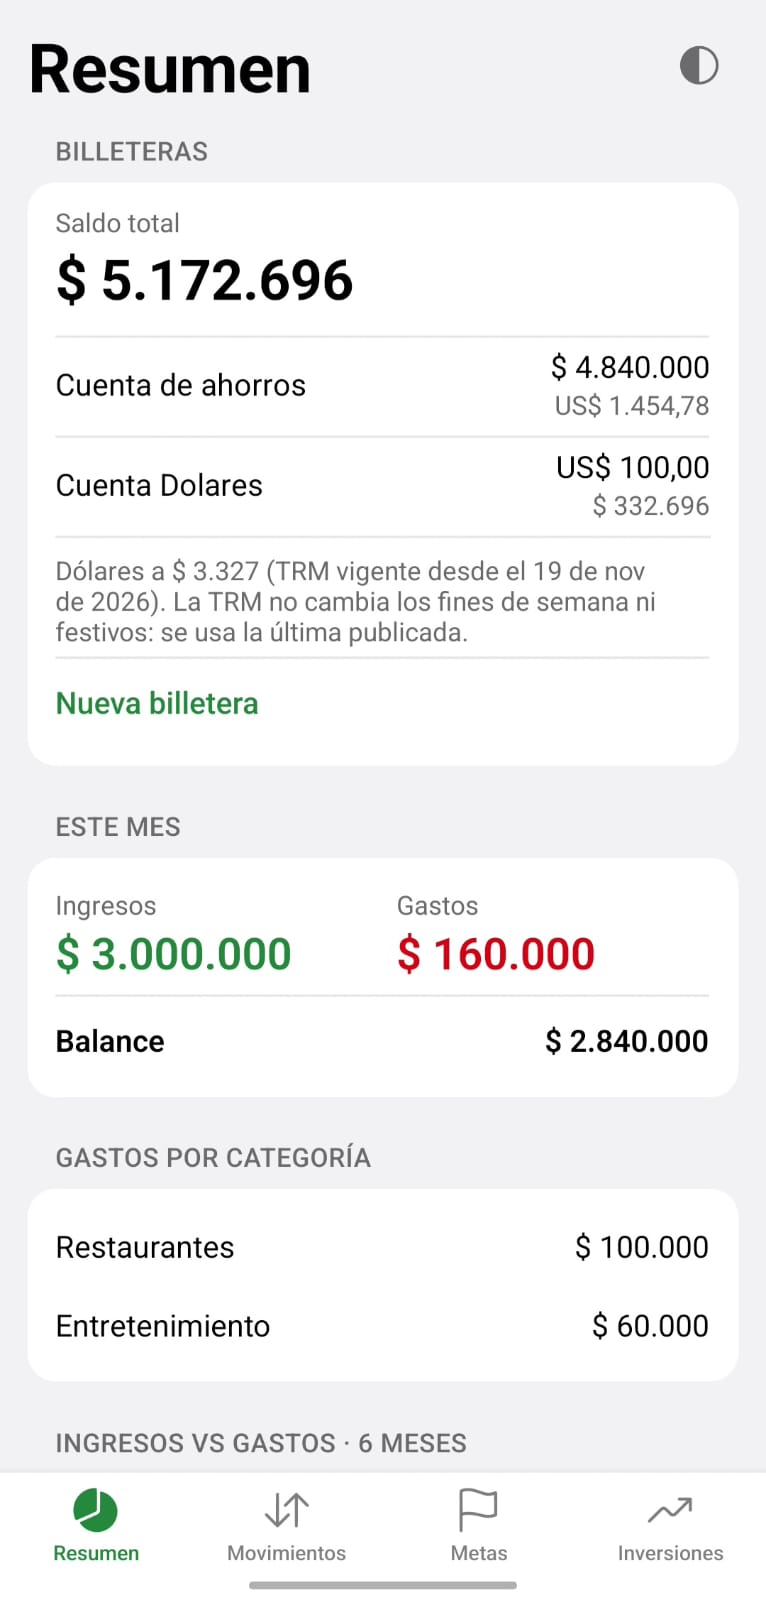 Resumen
BILLETERAS
Saldo total
$ 5.172.696
Cuenta de ahorros
$ 4.840.000
US$ 1.454,78
Cuenta Dolares
US$ 100,00
$ 332.696
Dólares a $ 3.327 (TRM vigente desde el 19 de nov
de 2026). La TRM no cambia los fines de semana ni
festivos: se usa la última publicada.
Nueva billetera
ESTE MES
Ingresos
$ 3.000.000
Gastos
$ 160.000
Balance
$ 2.840.000
GASTOS POR CATEGORÍA
Restaurantes
$ 100.000
Entretenimiento
$ 60.000
INGRESOS VS GASTOS · 6 MESES
Resumen
Movimientos
Metas
Inversiones